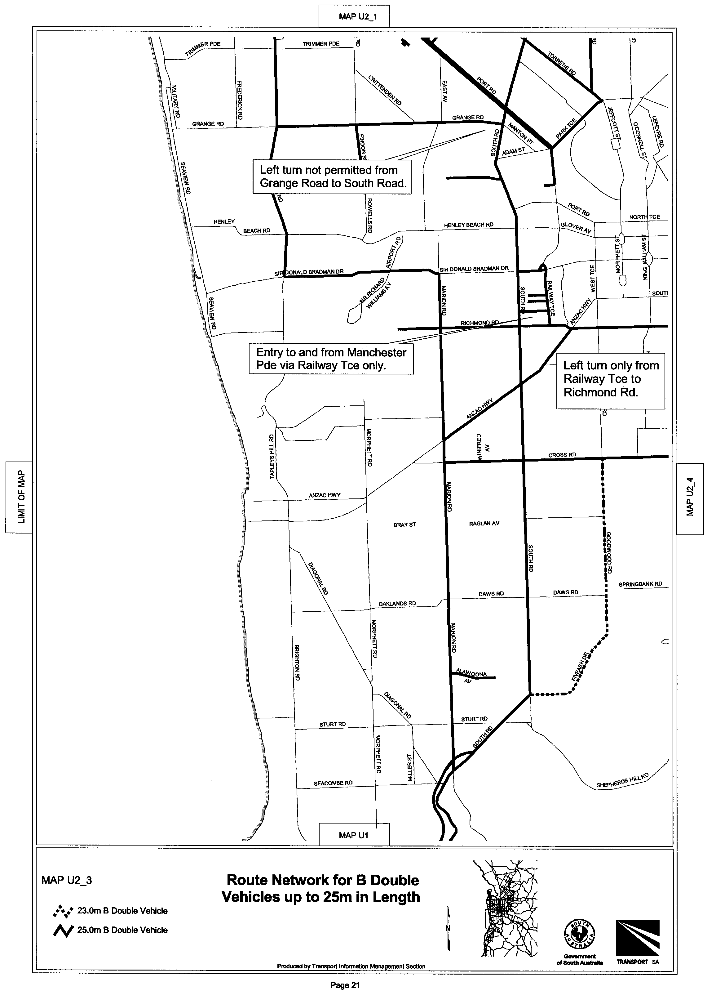 MAP U2_1
TRIMMER PDE
TRIMMER PDE
RD
RD
TORRENS RD
PORT RD
CRITTENDEN RD
EAST AV
FREDERICK RD
MILITARY RD
GRANGE RD
GRANGE RD
JEFFCOTT ST
O'CONNELL ST
LEFEVRE RD
PARK TCE
MANTON ST
SOUTH RD
ADAM ST
FINDON R
SEAVIEW RD
Left turn not permitted from
Grange Road to South Road.
RD
ROWELLS RD
PORT RD
NORTH TCE
HENLEY
BEACH RD
HENLEY BEACH RD
GLOVER AV
AIRPORT RD
MORPHETT ST
KING WILLIAM ST
SIR DONALD BRADMAN DR
SIR DONALD BRADMAN DR
WEST TCE
SIR RICHARD
WILLIAMS AV
MARION RD
SOUTH R
RAILWAY TCE
SOUTH
SEAVIEW RD
ANZAC HWY
RICHMOND RD
Entry to and from Manchester
Pde via Railway Tce only.
Left turn only from
Railway Tce to
Richmond Rd.
RD
ANZAC HWY
TAPLEYS HILL RD
MORPHETT RD
WINIFRED
AV
CROSS RD
LIMIT OF MAP
MAP U2_4
ANZAC HWY
MARION RD
BRAY ST
RAGLAN AV
GOODWOOD RD
SOUTH RD
DIAGONAL RD
SPRINGBANK RD
DAWS RD
DAWS RD
OAKLANDS RD
MORPHETT RD
MARION RD
BRIGHTON RD
FIVEASH DR
ALAWOONA
AV
DIAGONAL RD
STURT RD
STURT RD
SOUTH RD
MORPHETT RD
MILLER ST
SEACOMBE RD
SHEPHERDS HILL RD
MAP U1
MAP U2_3
Route Network for B Double
Vehicles up to 25m in Length
23.0m B Double Vehicle
25.0m B Double Vehicle
N
SOUTH
AUSTRALIA
Government
of South Australia
TRANSPORT SA
Produced by Transport Information Management Section
Page 21